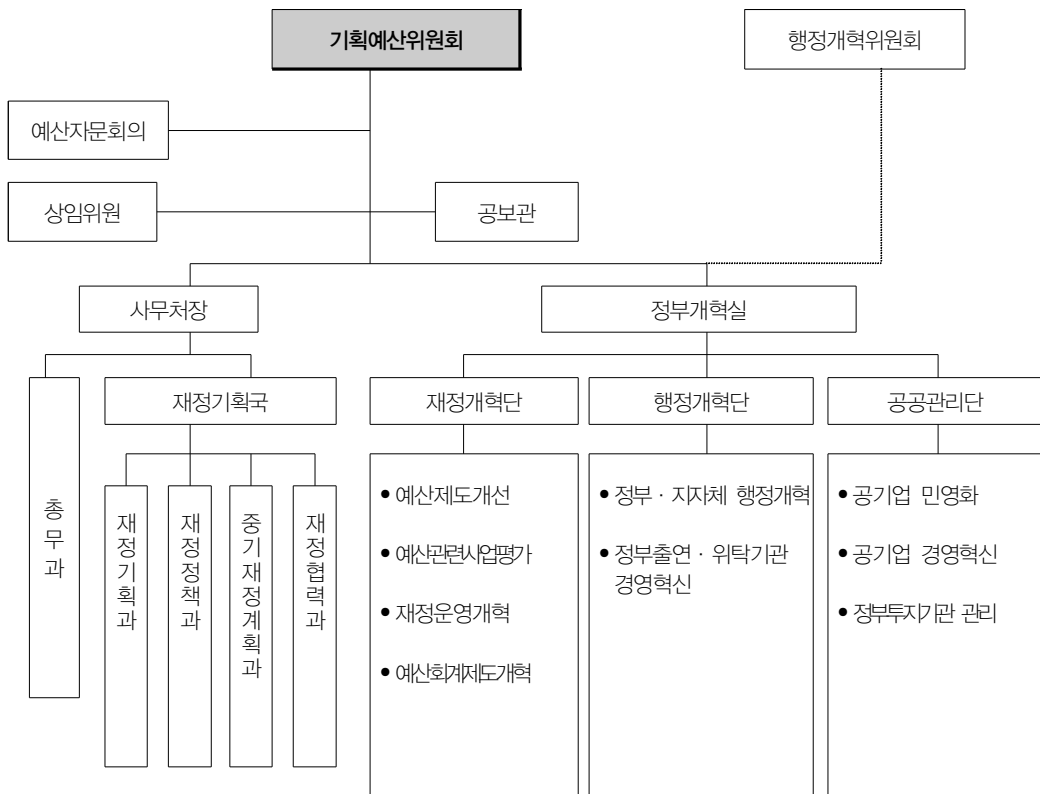 기획예산위원회
행정개혁위원회
예산자문회의
상임위원
공보관
사무처장
정부개혁실
총무과
재정기획국
재정개혁단
행정개혁단
공공관리단
재정기획과
재정정책과
중기재정계획과
재정협력과
• 예산제도개선
• 예산관련사업평가
• 재정운영개혁
• 예산회계제도개혁
• 정부 · 지자체 행정개혁
• 정부출연 · 위탁기관
경영혁신
• 공기업 민영화
• 공기업 경영혁신
• 정부투자기관 관리